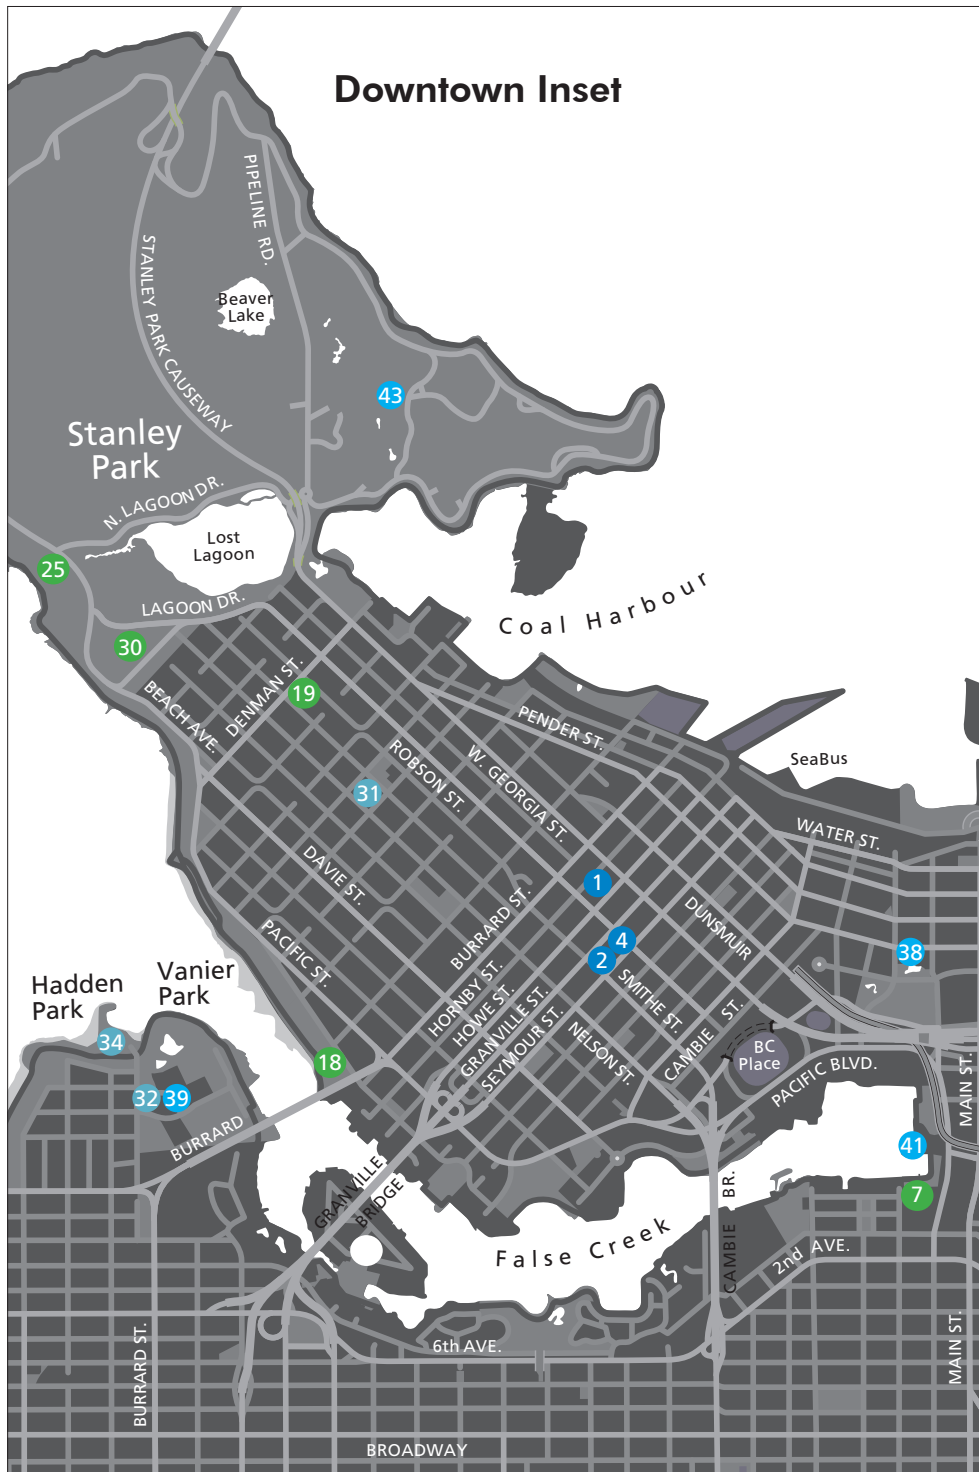 Downtown Inset
PIPELINE RD.
STANLEY PARK CAUSEWAY
Beaver
Lake
43
Stanley
Park
N. LAGOON DR.
Lost
Lagoon
25
LAGOON DR.
Coal Harbour
30
DENMAN ST.
19
BEACH AVE.
PENDER ST.
ROBSON ST.
W. GEORGIA ST.
SeaBus
31
WATER ST.
DAVIE ST.
1
BURRARD ST.
DUNSMUIR
4
2
38
PACIFIC ST.
SMITHE ST.
HORNBY ST.
HOWE ST.
GRANVILLE ST.
SEYMOUR ST.
NELSON ST.
CAMBIE ST.
Hadden
Park
Vanier
Park
34
18
BC
Place
PACIFIC BLVD.
MAIN ST.
32
39
BURRARD
41
7
GRANVILLE
BRIDGE
CAMBIE BR.
False Creek
2nd AVE.
6th AVE.
BURRARD ST.
MAIN ST.
BROADWAY